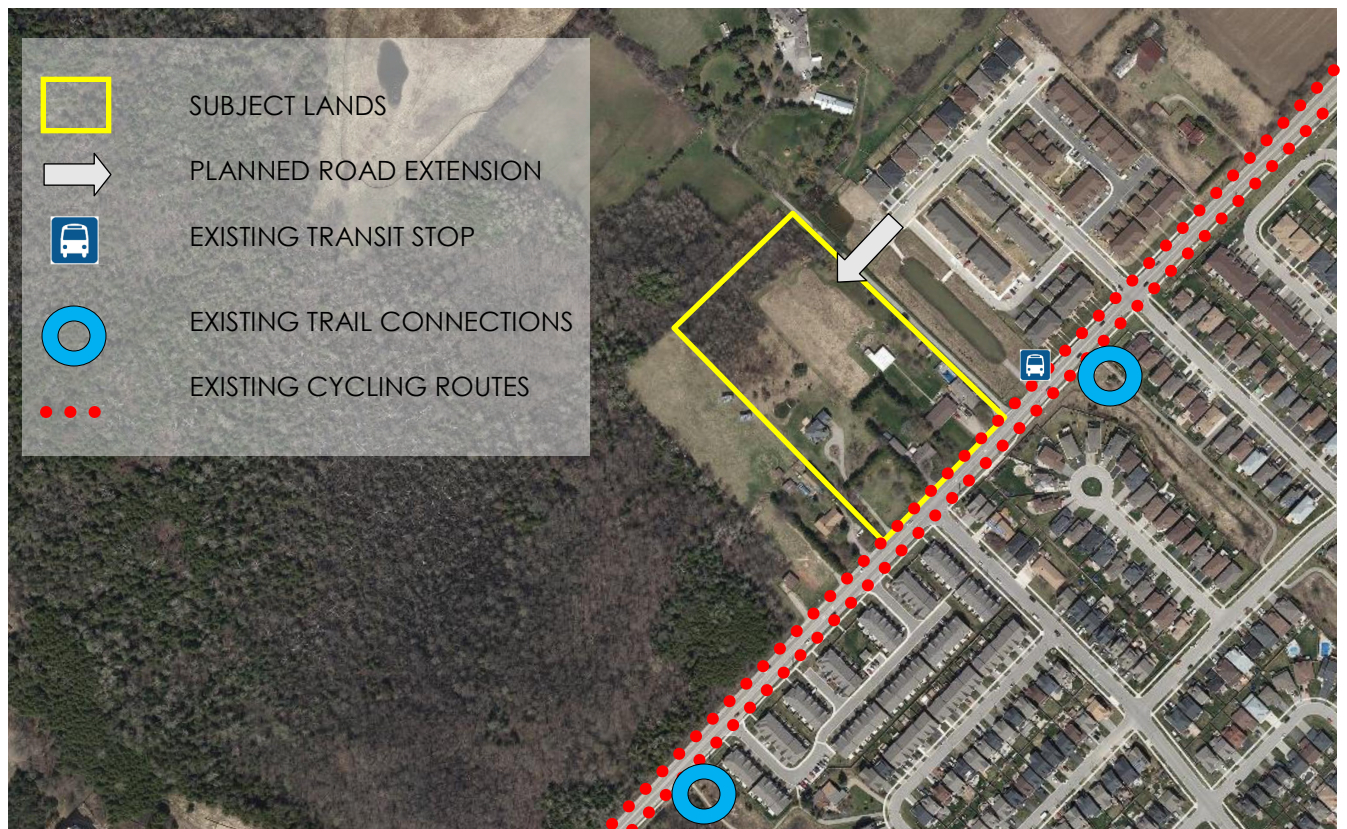 SUBJECT LANDS
PLANNED ROAD EXTENSION
EXISTING TRANSIT STOP
EXISTING TRAIL CONNECTIONS
EXISTING CYCLING ROUTES